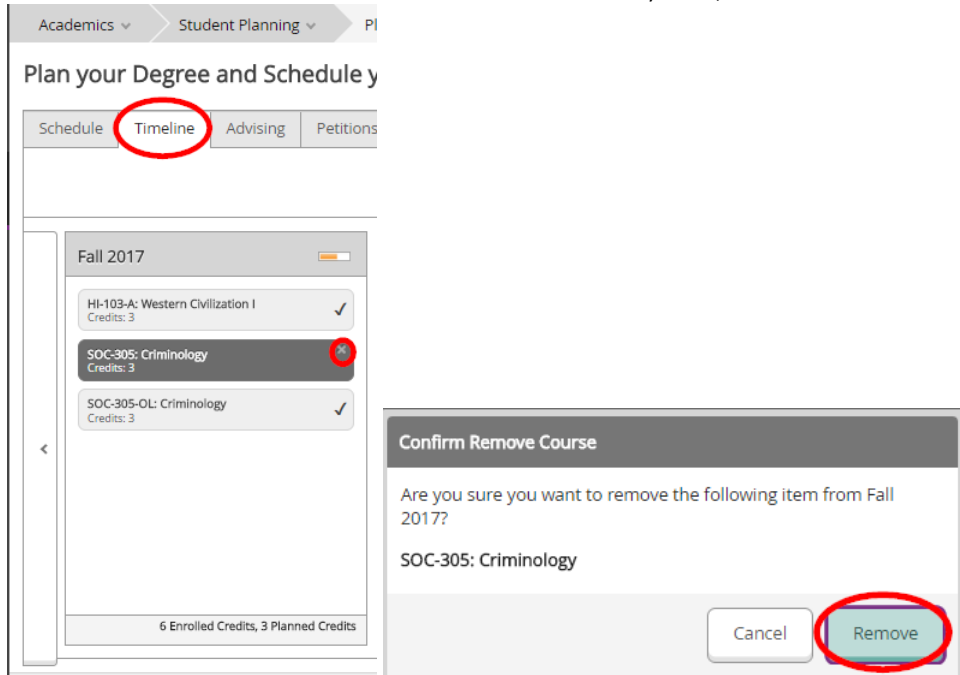 Academics
Student Planning
Pl
Plan your Degree and Schedule y
Schedule
Timeline
Advising
Petitions
Fall 2017
HI-103-A: Western Civilization I
Credits: 3
SOC-305: Criminology
Credits: 3
SOC-305-OL: Criminology
Credits: 3
6 Enrolled Credits, 3 Planned Credits
Confirm Remove Course
Are you sure you want to remove the following item from Fall
2017?
SOC-305: Criminology
Cancel
Remove